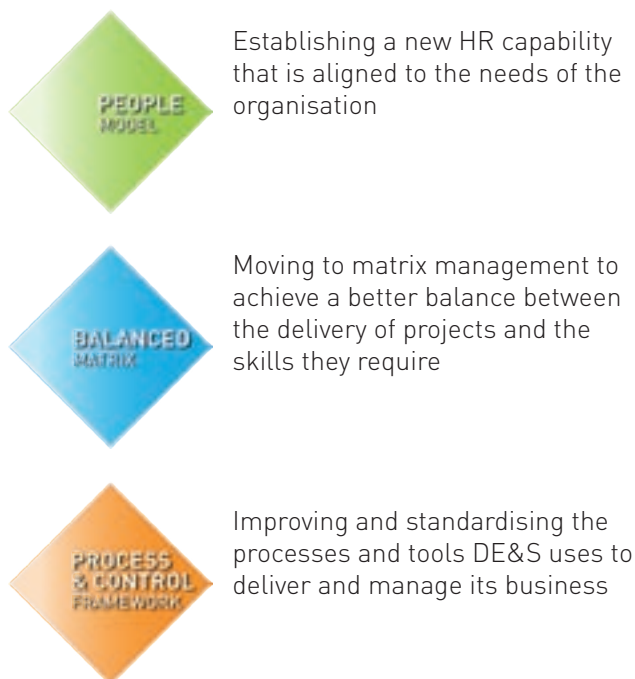 PEOPLE
MODEL
Establishing a new HR capability
that is aligned to the needs of the
organisation
BALANCED
MATRIX
Moving to matrix management to
achieve a better balance between
the delivery of projects and the
skills they require
PROCESS
& CONTROL
FRAMEWORK
Improving and standardising the
processes and tools DE&S uses to
deliver and manage its business